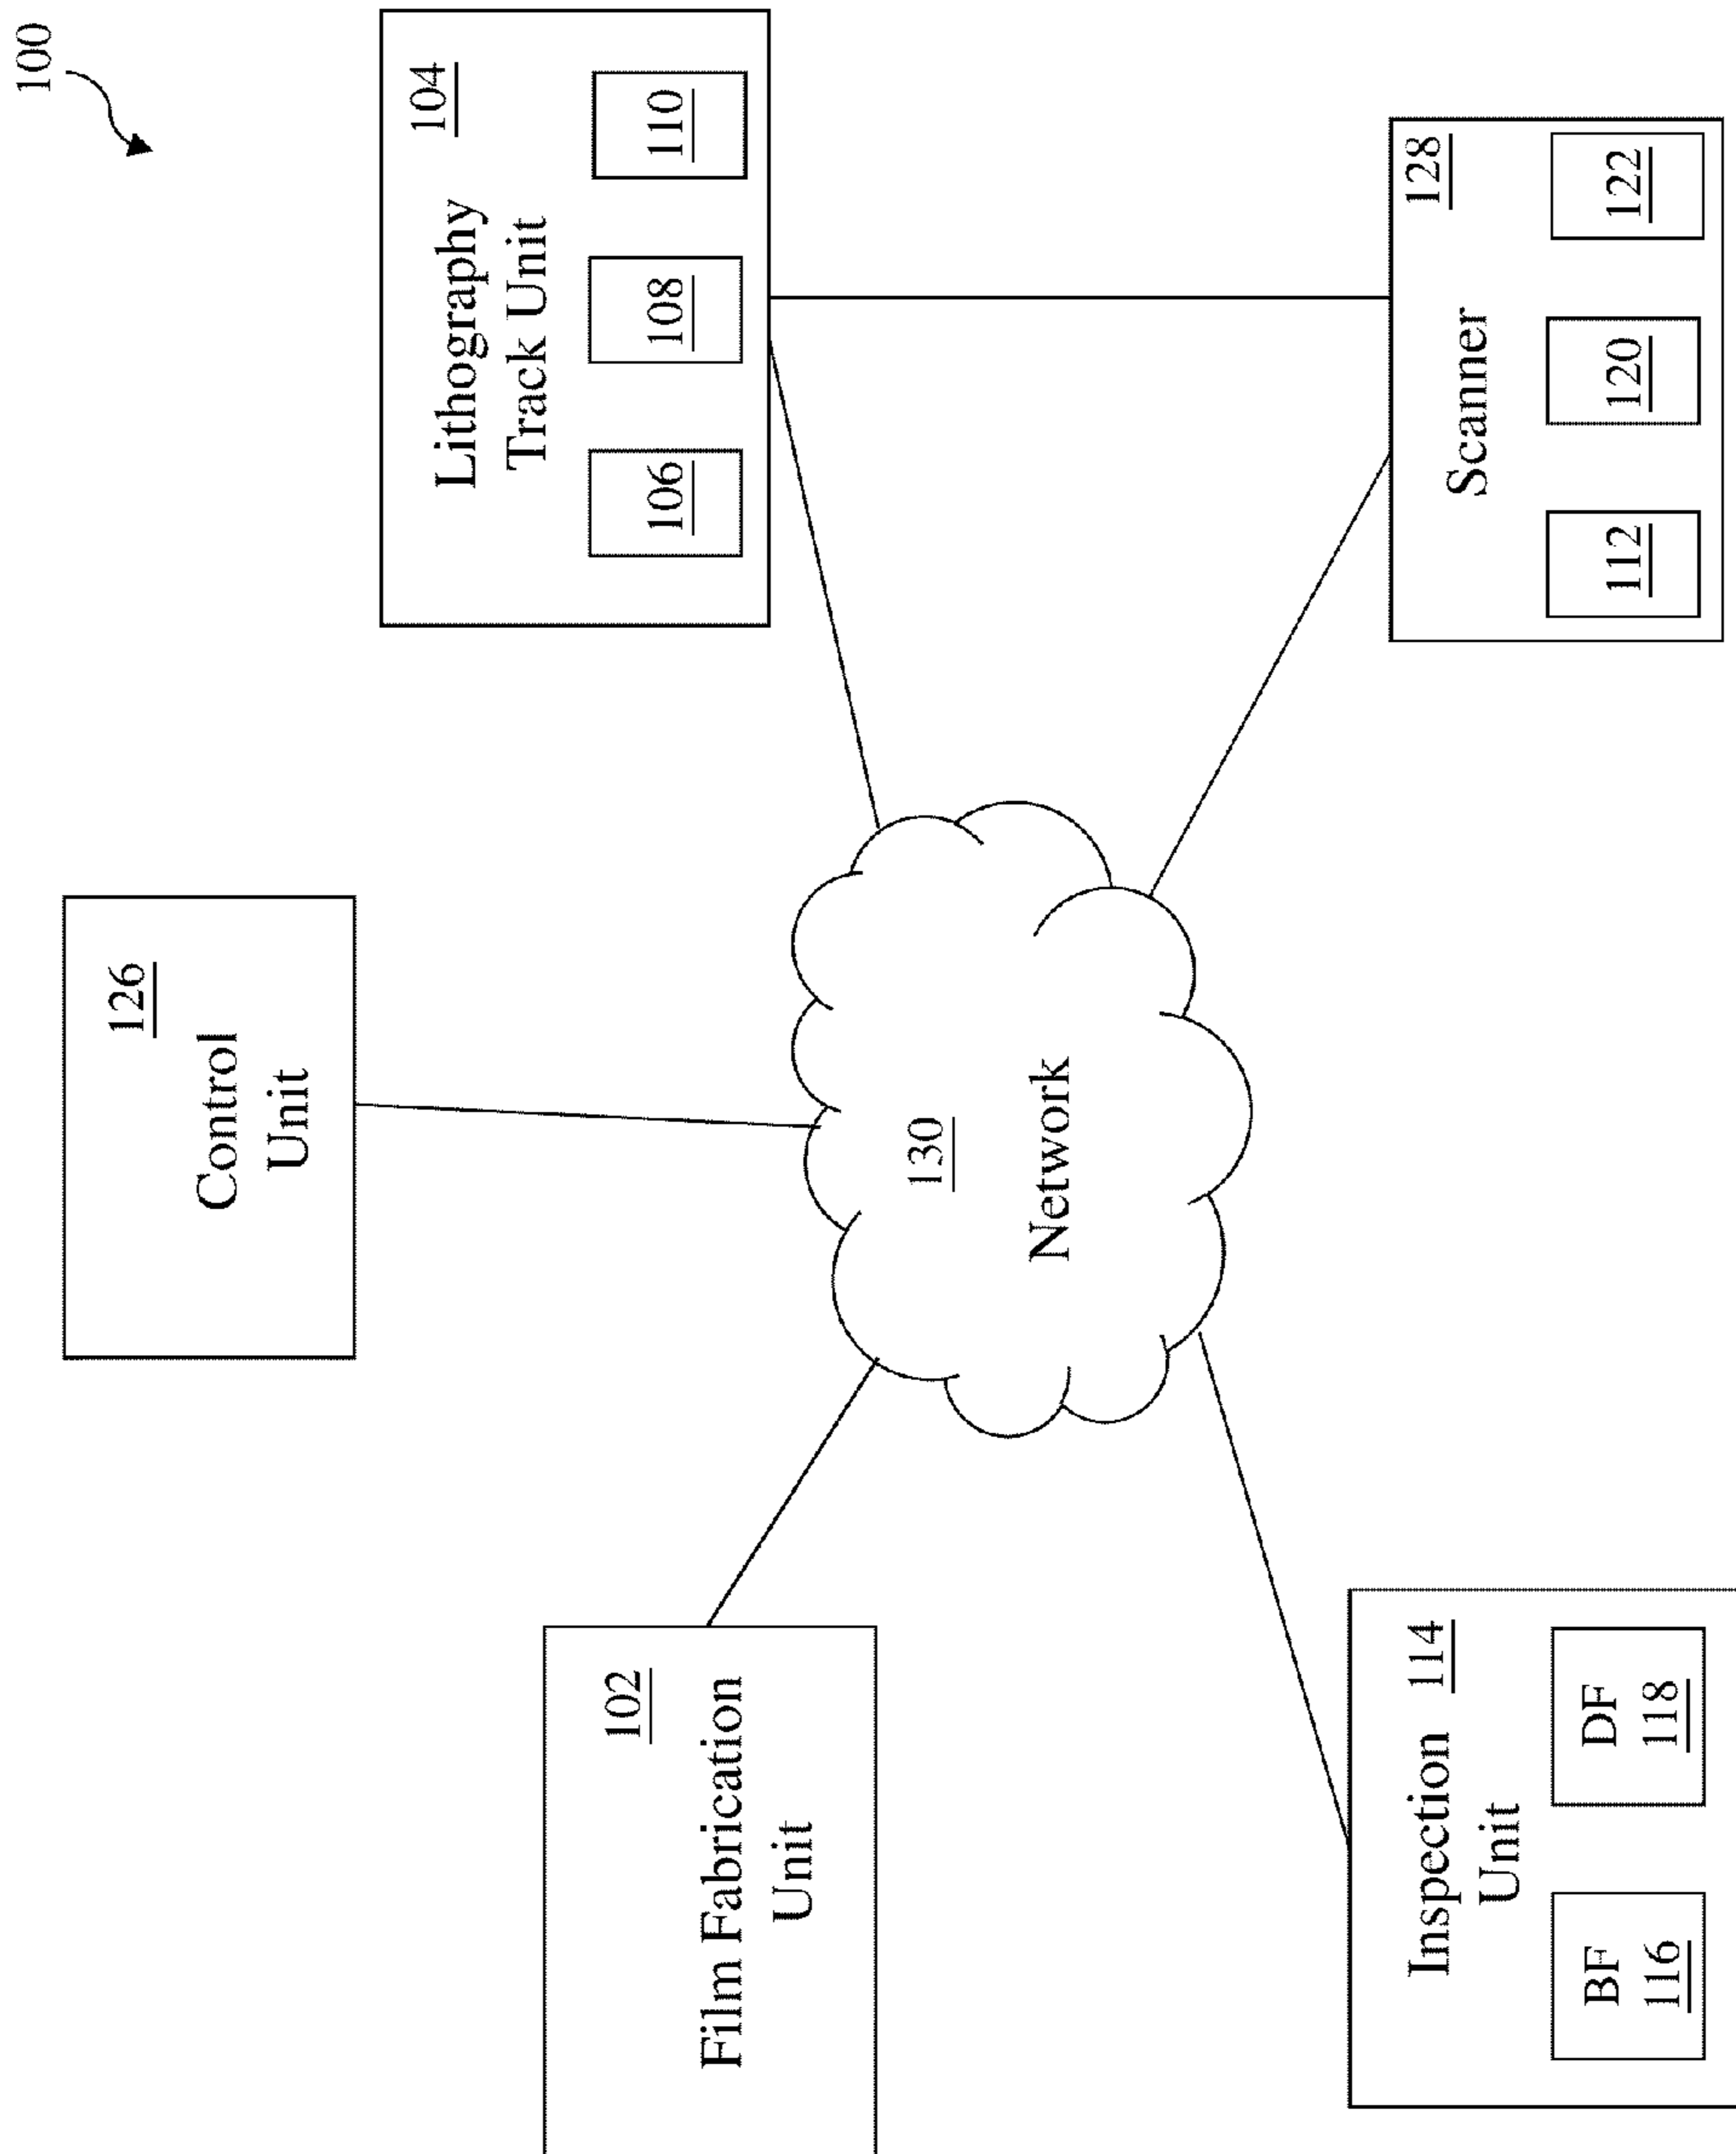 100
126
Control
Unit
102
Film Fabrication
Unit
104
Lithography
Track Unit
106
108
110
130
Network
Inspection 114
Unit
BF
116
DF
118
128
Scanner
112
120
122